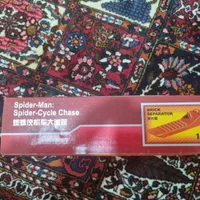 Spider-Man:
Spider-Cycle Chase
蜘蛛侠机车大追踪
BRICK
SEPARATOR